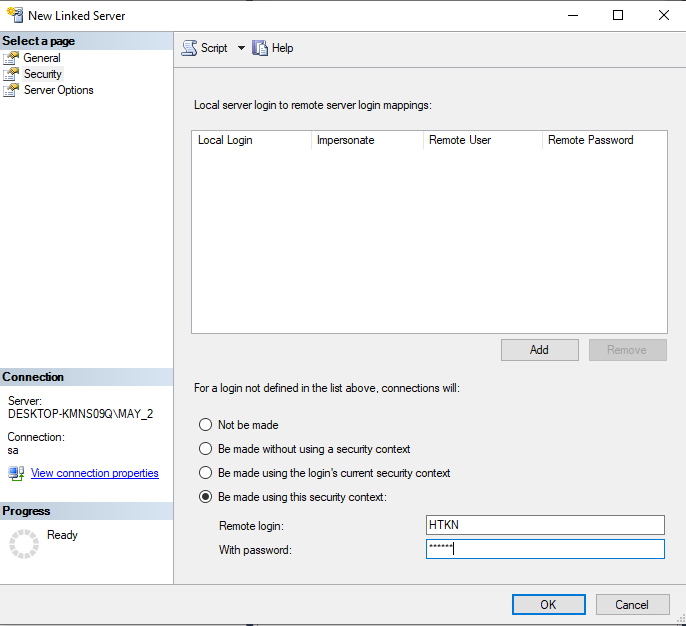 New Linked Server
Select a page
General
Security
Server Options
Script
Help
Local server login to remote server login mappings:
Local Login Impersonate Remote User Remote Password
Add Remove
For a login not defined in the list above, connections will:
Not be made
Be made without using a security context
Be made using the login's current security context
Be made using this security context:
Remote login: HTKN
With password: ******
Connection
Server:
DESKTOP-KMNS09Q\MAY_2
Connection:
sa
View connection properties
Progress
Ready
OK Cancel